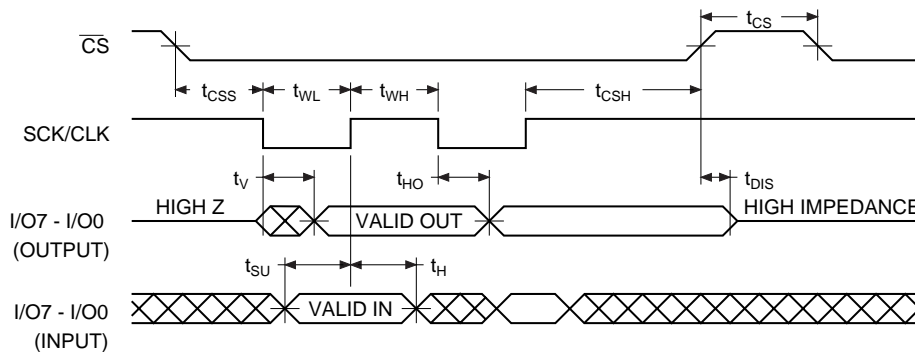 t_CS
C̅S̅
t_CSS t_WL t_WH t_CSH
SCK/CLK
t_V t_HO t_DIS
I/O7 - I/O0
(OUTPUT)
HIGH Z VALID OUT HIGH IMPEDANCE
t_SU t_H
I/O7 - I/O0
(INPUT)
VALID IN